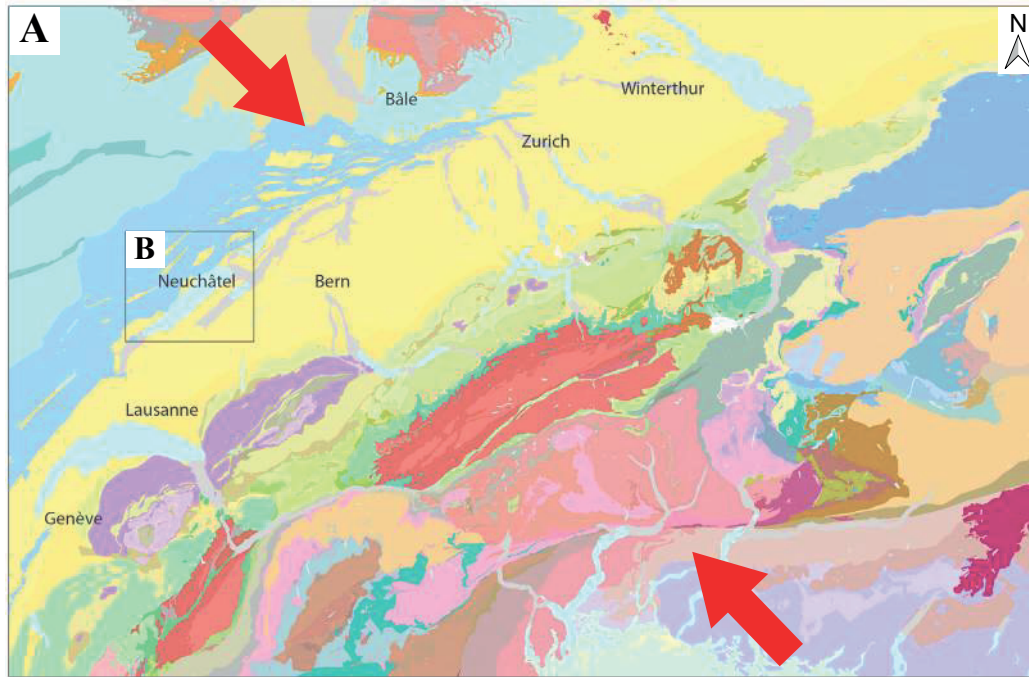 A
N
Bâle
Winterthur
Zurich
B
Neuchâtel
Bern
Lausanne
Genève